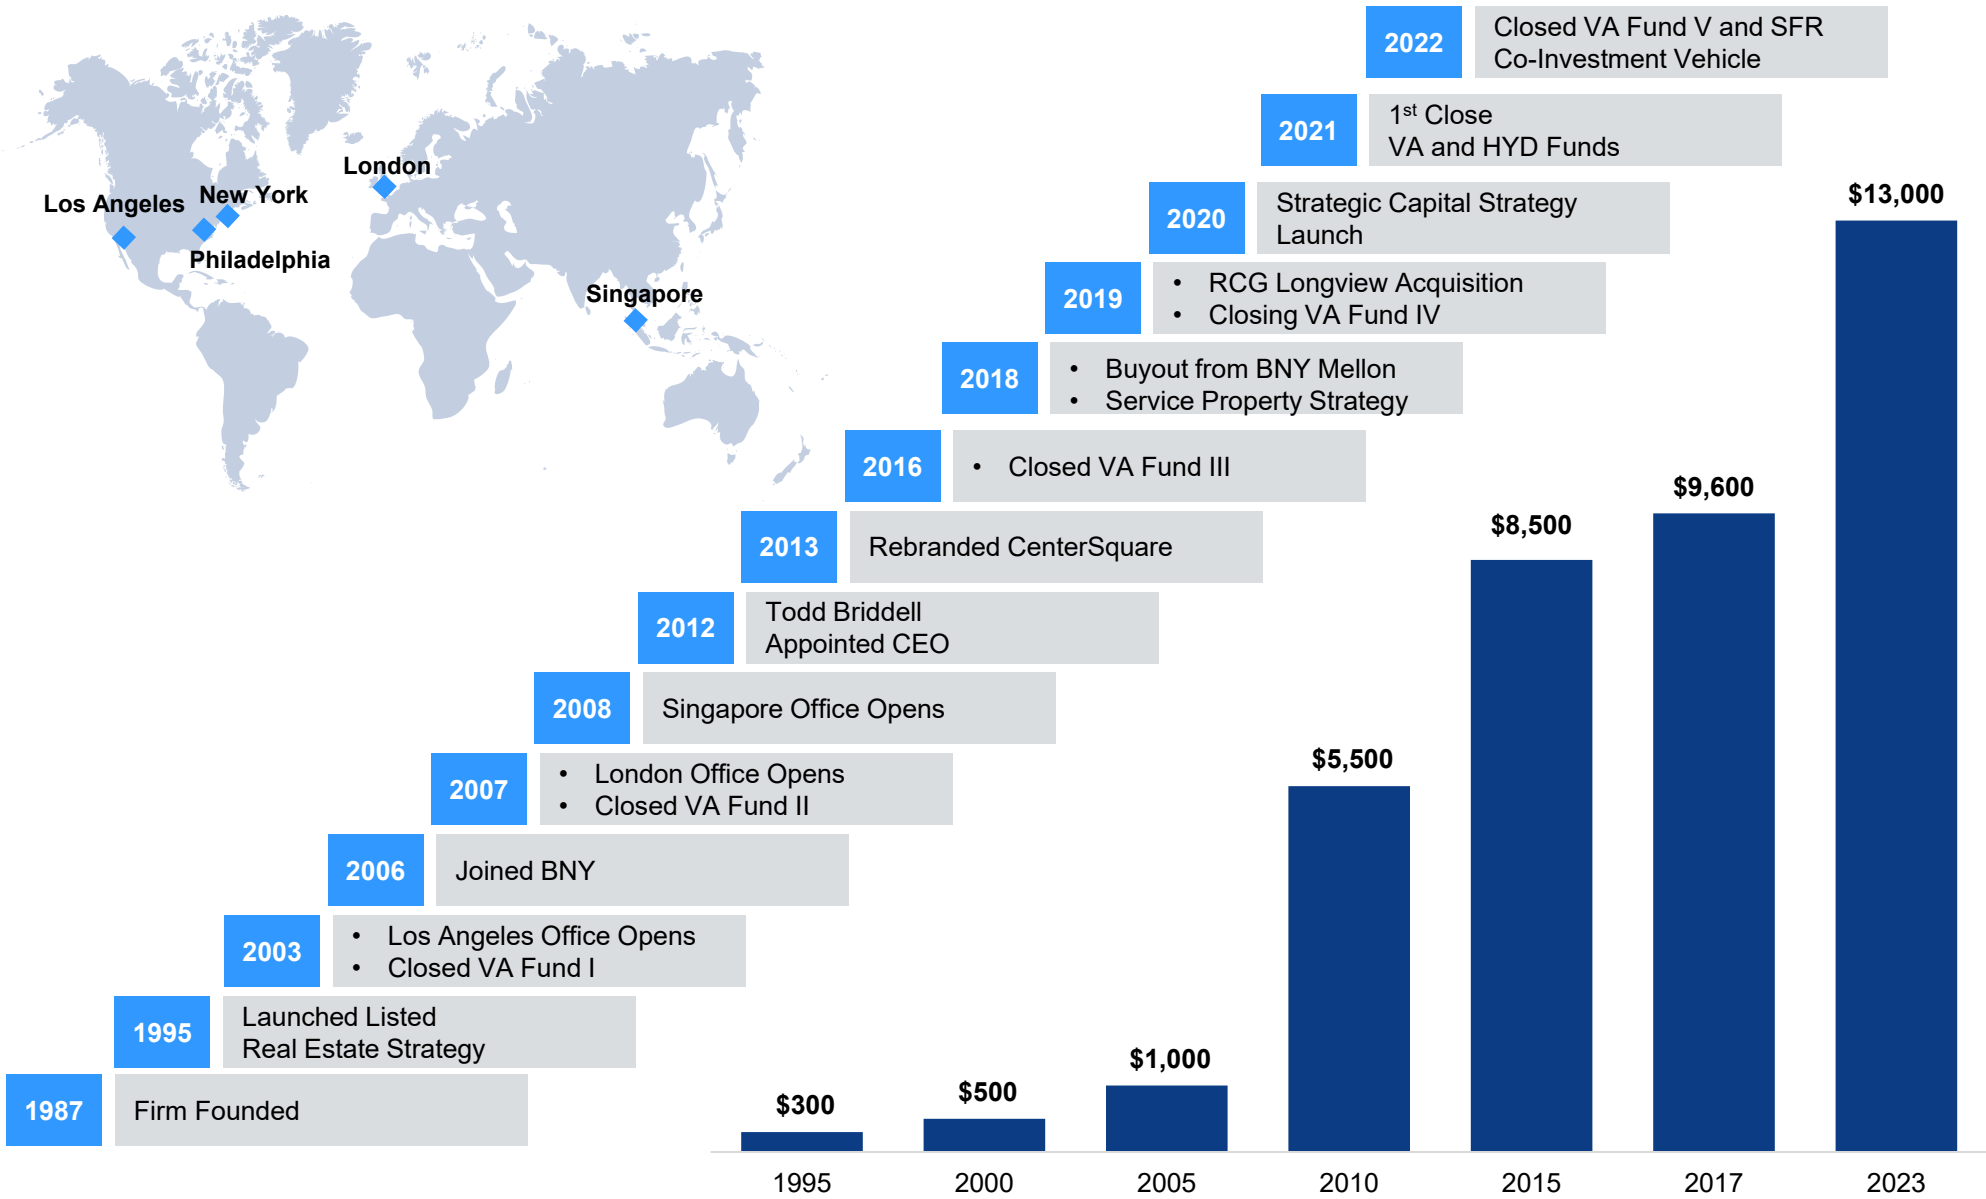 London
New York
Los Angeles
Philadelphia
Singapore
2022
Closed VA Fund V and SFR
Co-Investment Vehicle
2021
1st Close
VA and HYD Funds
2020
Strategic Capital Strategy
Launch
2019
• RCG Longview Acquisition
• Closing VA Fund IV
2018
• Buyout from BNY Mellon
• Service Property Strategy
2016
• Closed VA Fund III
2013
Rebranded CenterSquare
2012
Todd Briddell
Appointed CEO
2008
Singapore Office Opens
2007
• London Office Opens
• Closed VA Fund II
2006
Joined BNY
2003
• Los Angeles Office Opens
• Closed VA Fund I
1995
Launched Listed
Real Estate Strategy
1987
Firm Founded
$300
$500
$1,000
$5,500
$8,500
$9,600
$13,000
1995
2000
2005
2010
2015
2017
2023